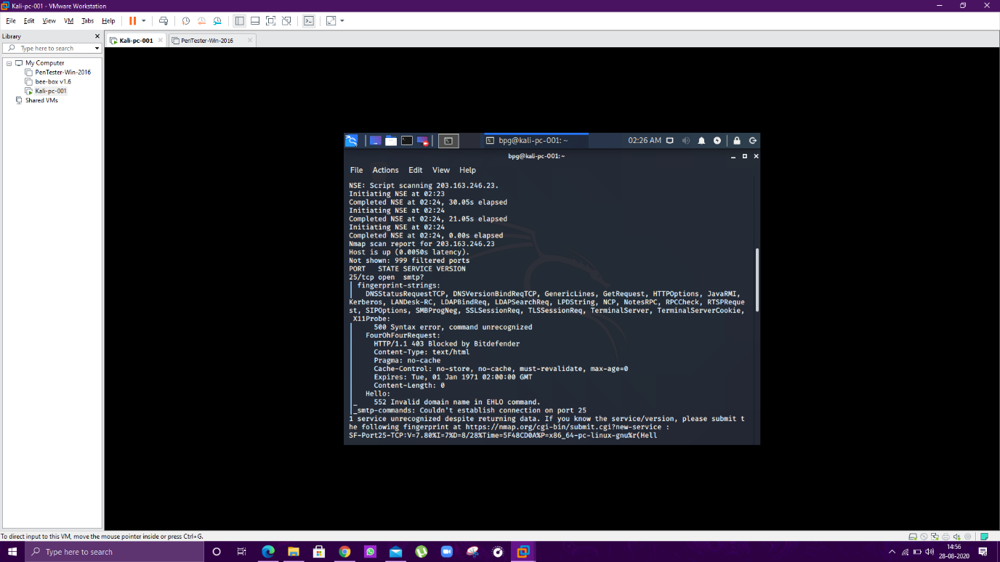 Kali-pc-001 - VMware Workstation
File Edit View VM Tabs Help
Library
Type here to search
My Computer
PenTester-Win-2016
bee-box v1.6
Kali-pc-001
Shared VMs
Kali-pc-001
PenTester-Win-2016
bpg@kali-pc-001: ~
02:26 AM
bpg@kali-pc-001:~
File Actions Edit View Help
NSE: Script scanning 203.163.246.23.
Initiating NSE at 02:23
Completed NSE at 02:24, 30.05s elapsed
Initiating NSE at 02:24
Completed NSE at 02:24, 21.05s elapsed
Initiating NSE at 02:24
Completed NSE at 02:24, 0.00s elapsed
Nmap scan report for 203.163.246.23
Host is up (0.0050s latency).
Not shown: 999 filtered ports
PORT   STATE SERVICE VERSION
25/tcp open  smtp?
| fingerprint-strings:
|   DNSStatusRequestTCP, DNSVersionBindReqTCP, GenericLines, GetRequest, HTTPOptions, JavaRMI,
Kerberos, LANDesk-RC, LDAPBindReq, LDAPSearchReq, LPDString, NCP, NotesRPC, RPCCheck, RTSPReque
st, SIPOptions, SMBProgNeg, SSLSessionReq, TLSSessionReq, TerminalServer, TerminalServerCookie,
X11Probe:
|     500 Syntax error, command unrecognized
|   FourOhFourRequest:
|     HTTP/1.1 403 Blocked by Bitdefender
|     Content-Type: text/html
|     Pragma: no-cache
|     Cache-Control: no-store, no-cache, must-revalidate, max-age=0
|     Expires: Tue, 01 Jan 1971 02:00:00 GMT
|     Content-Length: 0
|   Hello:
|_    552 Invalid domain name in EHLO command.
|_smtp-commands: Couldn't establish connection on port 25
1 service unrecognized despite returning data. If you know the service/version, please submit t
he following fingerprint at https://nmap.org/cgi-bin/submit.cgi?new-service :
SF-Port25-TCP:V=7.80%I=7%D=8/28%Time=5F48CD0A%P=x86_64-pc-linux-gnu%r(Hell
To direct input to this VM, move the mouse pointer inside or press Ctrl+G.
Type here to search
14:56
28-08-2020